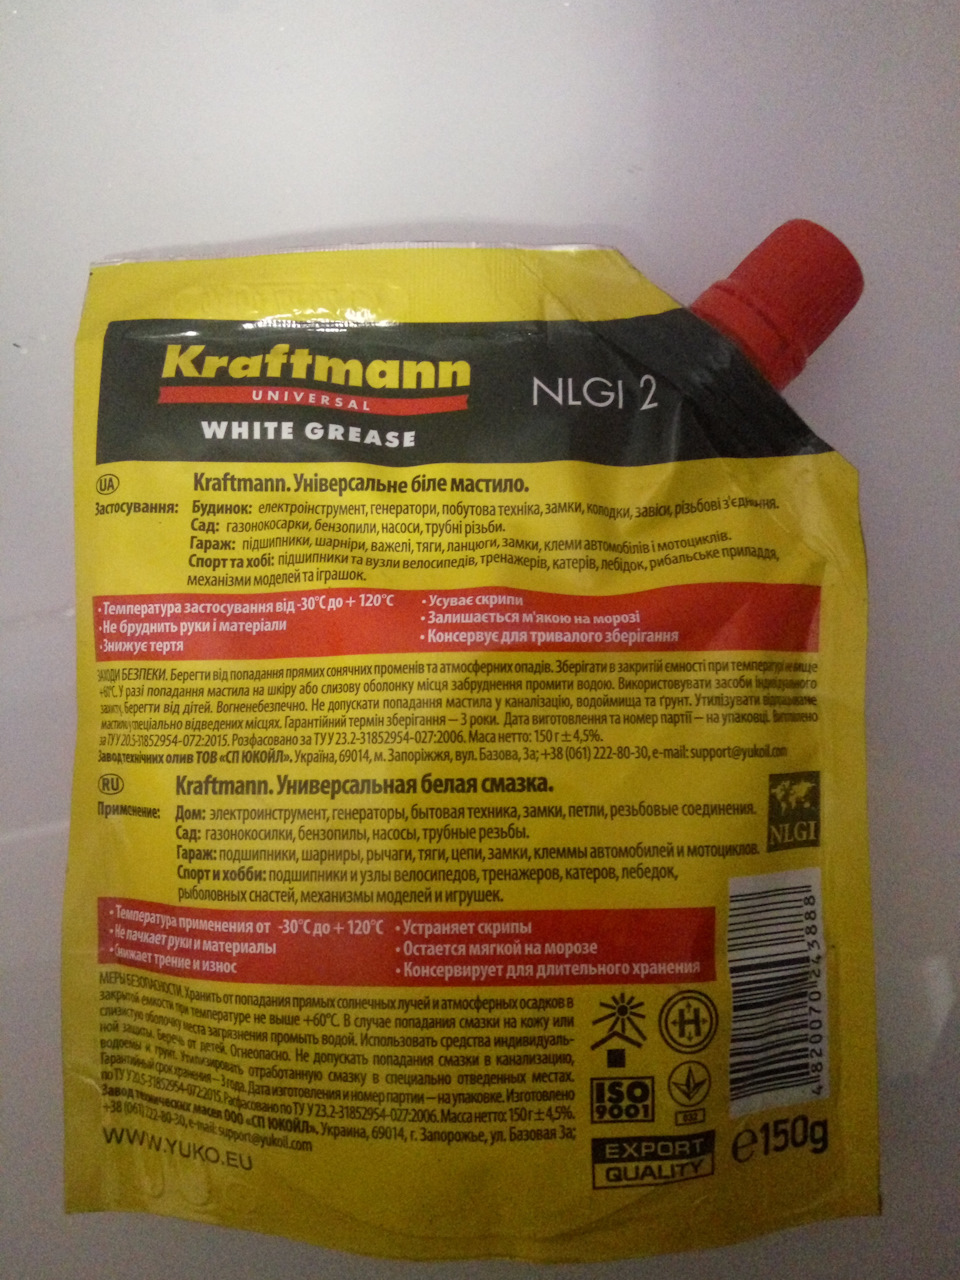 Kraftmann
UNIVERSAL
WHITE GREASE
NLGI 2
UA
Kraftmann. Універсальне біле мастило.
Застосування: Будинок: електроінструмент, генератори, побутова техніка, замки, колодки, завіси, різьбові з'єднання.
Сад: газонокосарки, бензопили, насоси, трубні різьби.
Гараж: підшипники, шарніри, важелі, тяги, ланцюги, замки, клеми автомобілів і мотоциклів.
Спорт та хобі: підшипники та вузли велосипедів, тренажерів, катерів, лебідок, рибальське приладдя,
механізми моделей та іграшок.
• Температура застосування від -30°C до + 120°C
• Не бруднить руки і матеріали
• Знижує тертя
• Усуває скрипи
• Залишається м'якою на морозі
• Консервує для тривалого зберігання
ЗАХОДИ БЕЗПЕКИ. Берегти від попадання прямих сонячних променів та атмосферних опадів. Зберігати в закритій ємності при температурі не вище
+60°C. У разі попадання мастила на шкіру або слизову оболонку місця забруднення промити водою. Використовувати засоби індивідуального
захисту, берегти від дітей. Вогненебезпечно. Не допускати попадання мастила у каналізацію, водоймища та ґрунт. Утилізувати відпрацьоване
мастило у спеціально відведених місцях. Гарантійний термін зберігання — 3 роки. Дата виготовлення та номер партії — на упаковці. Виготовлено
за ТУ У 20.5-31852954-072:2015. Розфасовано за ТУ У 23.2-31852954-027:2006. Маса нетто: 150 г ± 4,5%.
Завод технічних олив ТОВ «СП ЮКОЙЛ». Україна, 69014, м. Запоріжжя, вул. Базова, 3а; +38 (061) 222-80-30, e-mail: support@yukoil.com
RU
Kraftmann. Универсальная белая смазка.
Применение: Дом: электроинструмент, генераторы, бытовая техника, замки, петли, резьбовые соединения.
Сад: газонокосилки, бензопилы, насосы, трубные резьбы.
Гараж: подшипники, шарниры, рычаги, тяги, цепи, замки, клеммы автомобилей и мотоциклов.
Спорт и хобби: подшипники и узлы велосипедов, тренажеров, катеров, лебедок,
рыболовных снастей, механизмы моделей и игрушек.
NLGI
• Температура применения от -30°C до + 120°C
• Не пачкает руки и материалы
• Снижает трение и износ
• Устраняет скрипы
• Остается мягкой на морозе
• Консервирует для длительного хранения
МЕРЫ БЕЗОПАСНОСТИ. Хранить от попадания прямых солнечных лучей и атмосферных осадков в
закрытой емкости при температуре не выше +60°C. В случае попадания смазки на кожу или
слизистую оболочку места загрязнения промыть водой. Использовать средства индивидуаль-
ной защиты. Беречь от детей. Огнеопасно. Не допускать попадания смазки в канализацию,
водоемы и грунт. Утилизировать отработанную смазку в специально отведенных местах.
Гарантийный срок хранения — 3 года. Дата изготовления и номер партии — на упаковке. Изготовлено
по ТУ У 20.5-31852954-072:2015. Расфасовано по ТУ У 23.2-31852954-027:2006. Масса нетто: 150 г ± 4,5%.
Завод технических масел ООО «СП ЮКОЙЛ». Украина, 69014, г. Запорожье, ул. Базовая 3а;
+38 (061) 222-80-30, e-mail: support@yukoil.com
WWW.YUKO.EU
ISO
9001
032
EXPORT
QUALITY
4 820070 243888
e150g